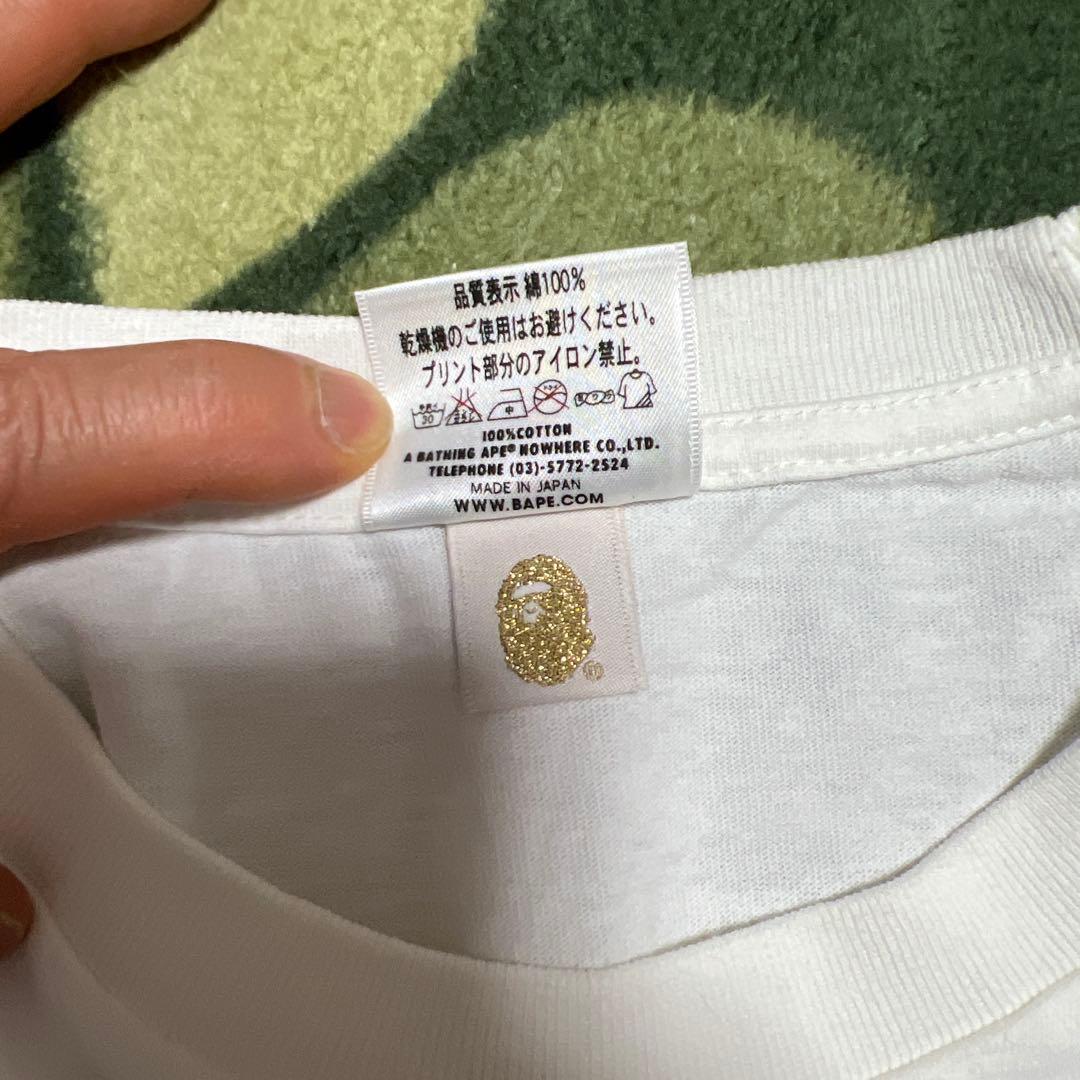 品質表示 綿100%
乾燥機のご使用はお避けください。
プリント部分のアイロン禁止。
30 中
100%COTTON
A BATHING APE® NOWHERE CO.,LTD.
TELEPHONE (03)-5772-2524
MADE IN JAPAN
WWW.BAPE.COM
®